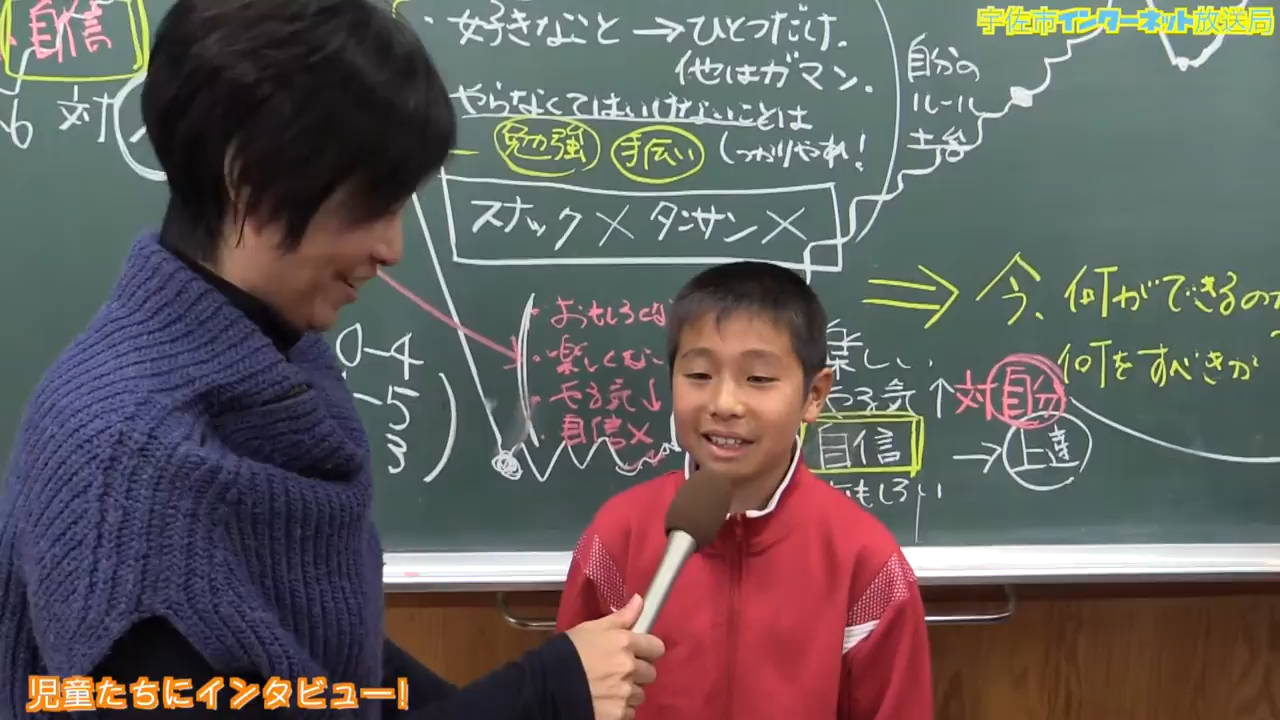 宇佐市インターネット放送局
自信
・好きなこと→ひとつだけ。
他はガマン。
自分の
ルール
土台
6 対
やらなくてはいけないことは
勉強 手伝い しっかりやれ!
スナック×タンサン×
⇒今、何ができるのか
何をすべきか
・おもしろくな
・楽しくない
・やる気↓
・自信×
楽しい
やる気↑
対自分
自信
→上達
おもしろい
0-4
-5
3)
児童たちにインタビュー!